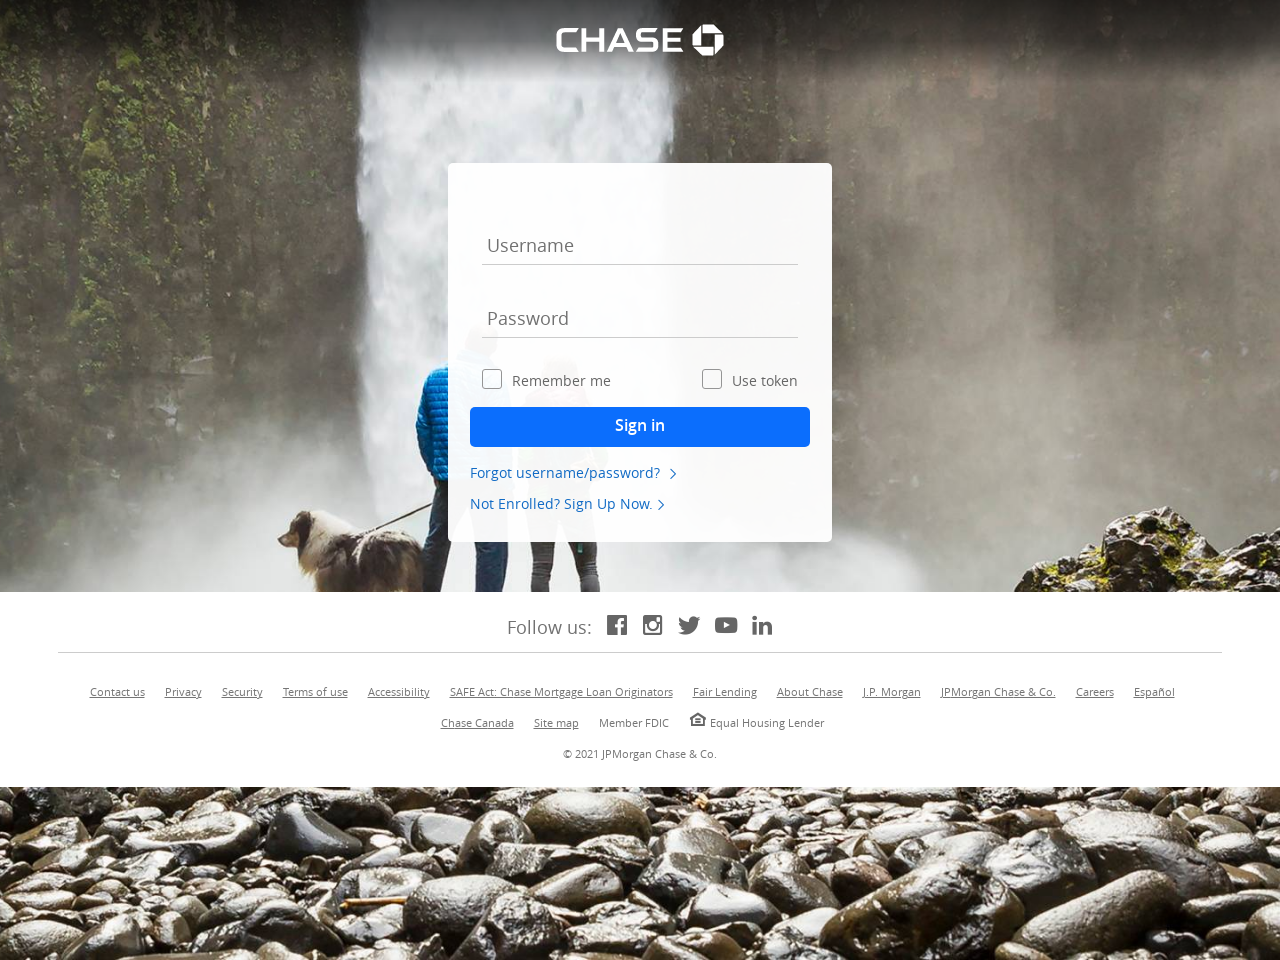 CHASE
Username
Password
Remember me Use token
Sign in
Forgot username/password?
Not Enrolled? Sign Up Now.
Follow us:
Contact us Privacy Security Terms of use Accessibility SAFE Act: Chase Mortgage Loan Originators Fair Lending About Chase J.P. Morgan JPMorgan Chase & Co. Careers Español
Chase Canada Site map Member FDIC Equal Housing Lender
© 2021 JPMorgan Chase & Co.